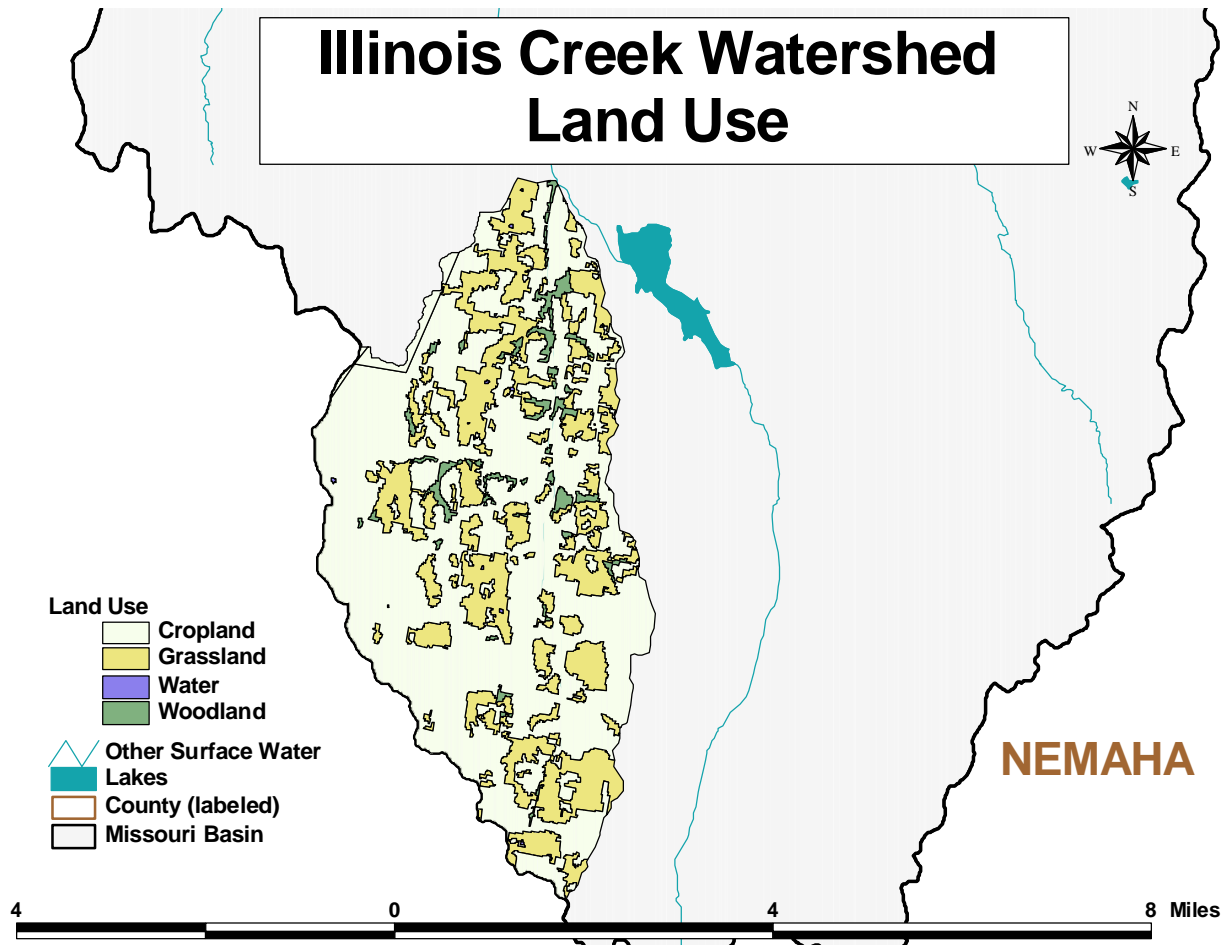 Illinois Creek Watershed
Land Use
N
W E
S
Land Use
Cropland
Grassland
Water
Woodland
Other Surface Water
Lakes
County (labeled)
Missouri Basin
NEMAHA
4 0 4 8 Miles